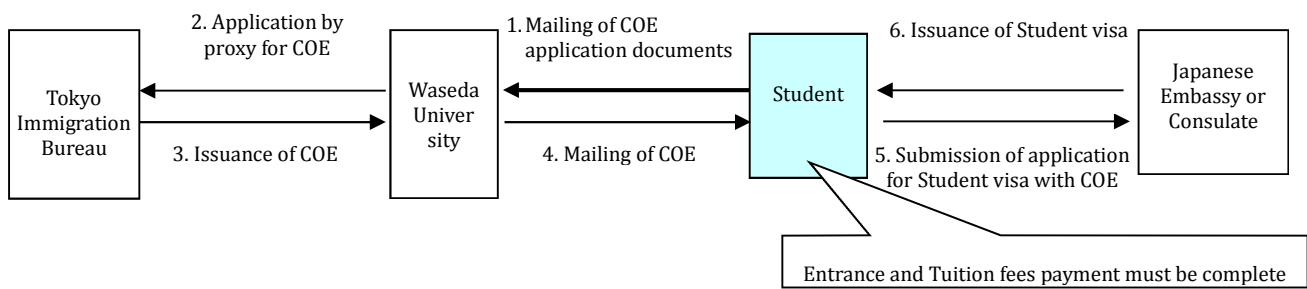 2. Application by
proxy for COE
1. Mailing of COE
application documents
6. Issuance of Student visa
Tokyo
Immigration
Bureau
Waseda
Univer
sity
Student
Japanese
Embassy or
Consulate
3. Issuance of COE
4. Mailing of COE
5. Submission of application
for Student visa with COE
Entrance and Tuition fees payment must be complete